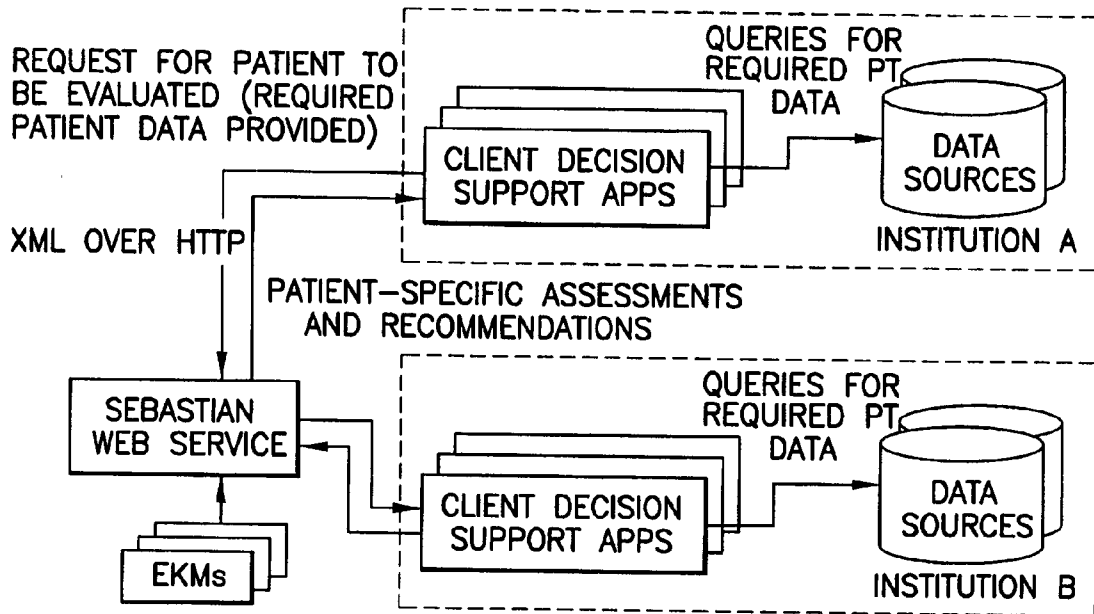 REQUEST FOR PATIENT TO
BE EVALUATED (REQUIRED
PATIENT DATA PROVIDED)
QUERIES FOR
REQUIRED PT
DATA
CLIENT DECISION
SUPPORT APPS
DATA
SOURCES
INSTITUTION A
XML OVER HTTP
PATIENT-SPECIFIC ASSESSMENTS
AND RECOMMENDATIONS
SEBASTIAN
WEB SERVICE
EKMs
QUERIES FOR
REQUIRED PT
DATA
CLIENT DECISION
SUPPORT APPS
DATA
SOURCES
INSTITUTION B